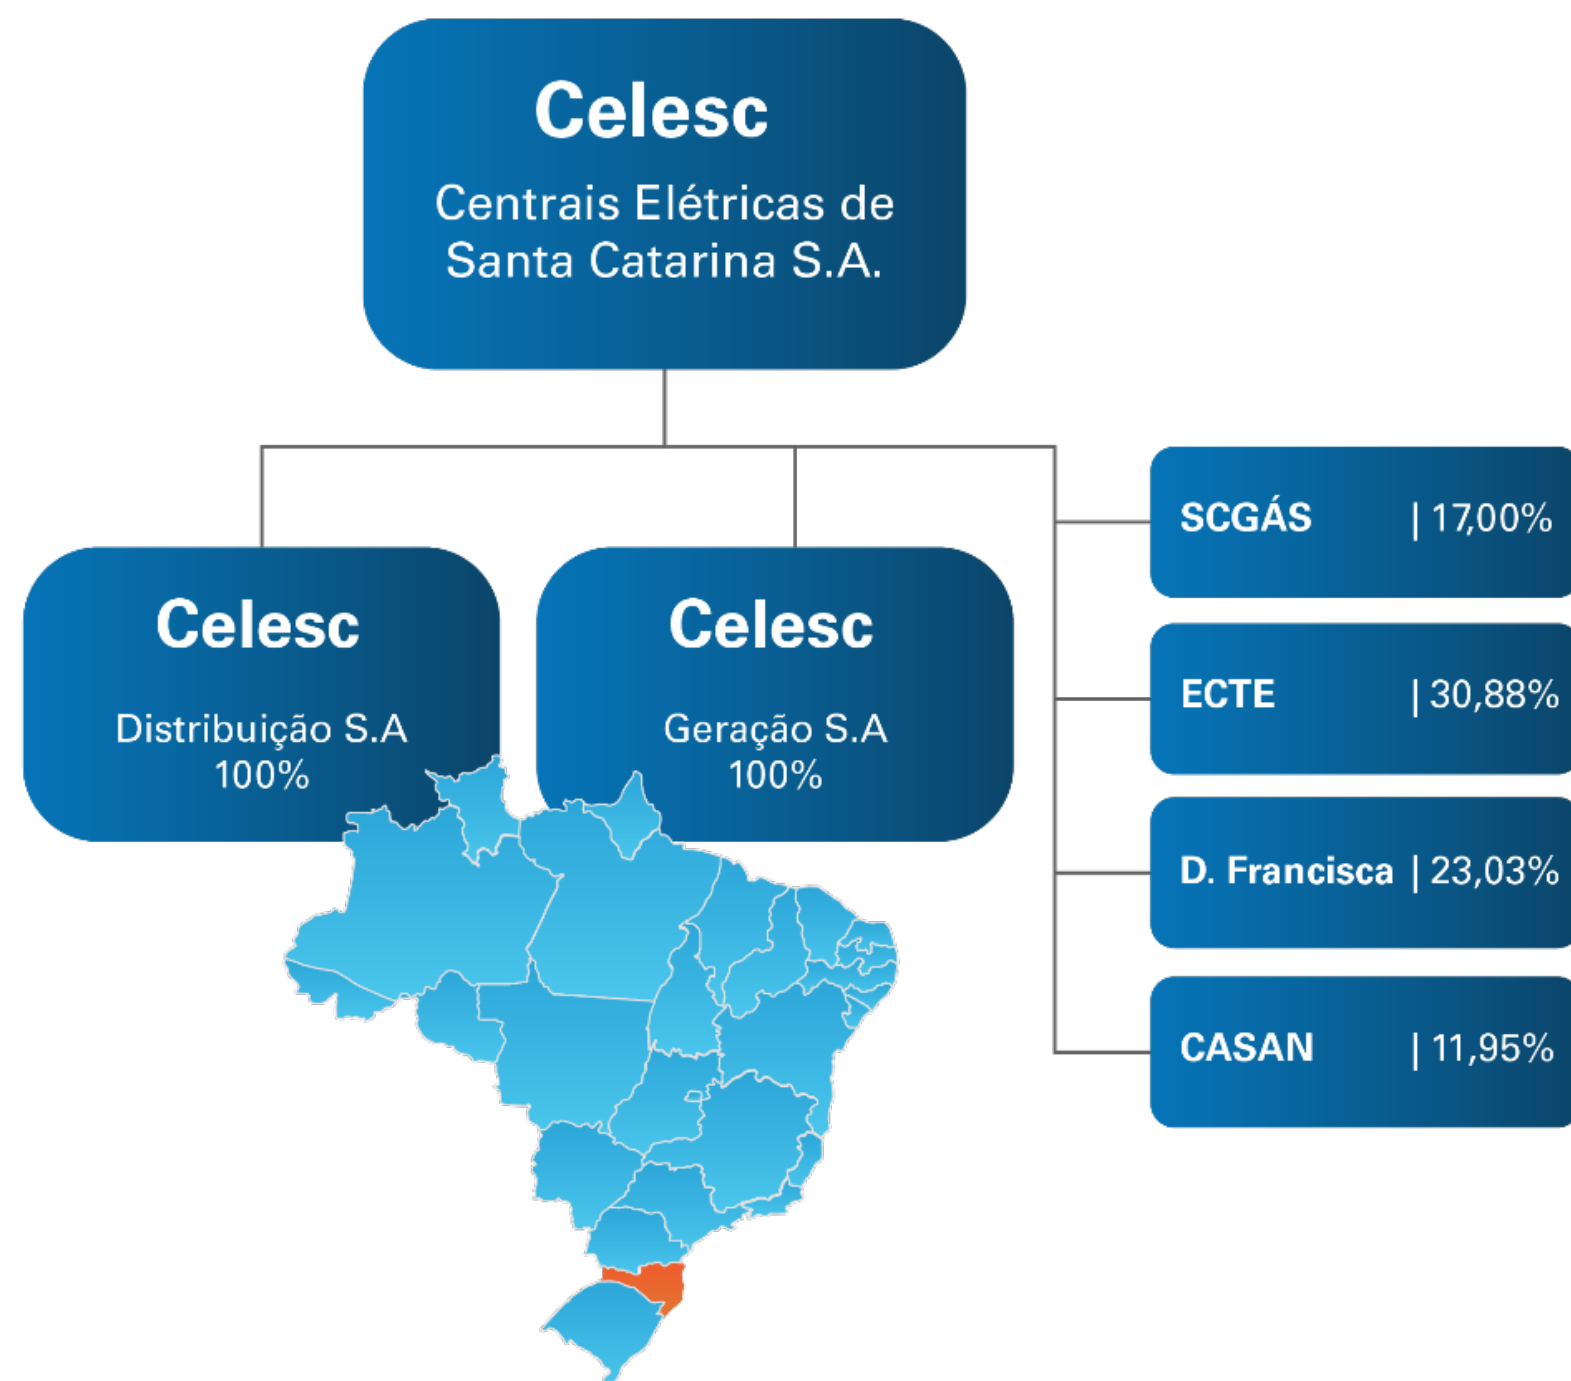 Celesc
Centrais Elétricas de
Santa Catarina S.A.
Celesc
Distribuição S.A
100%
Celesc
Geração S.A
100%
SCGÁS | 17,00%
ECTE | 30,88%
D. Francisca | 23,03%
CASAN | 11,95%